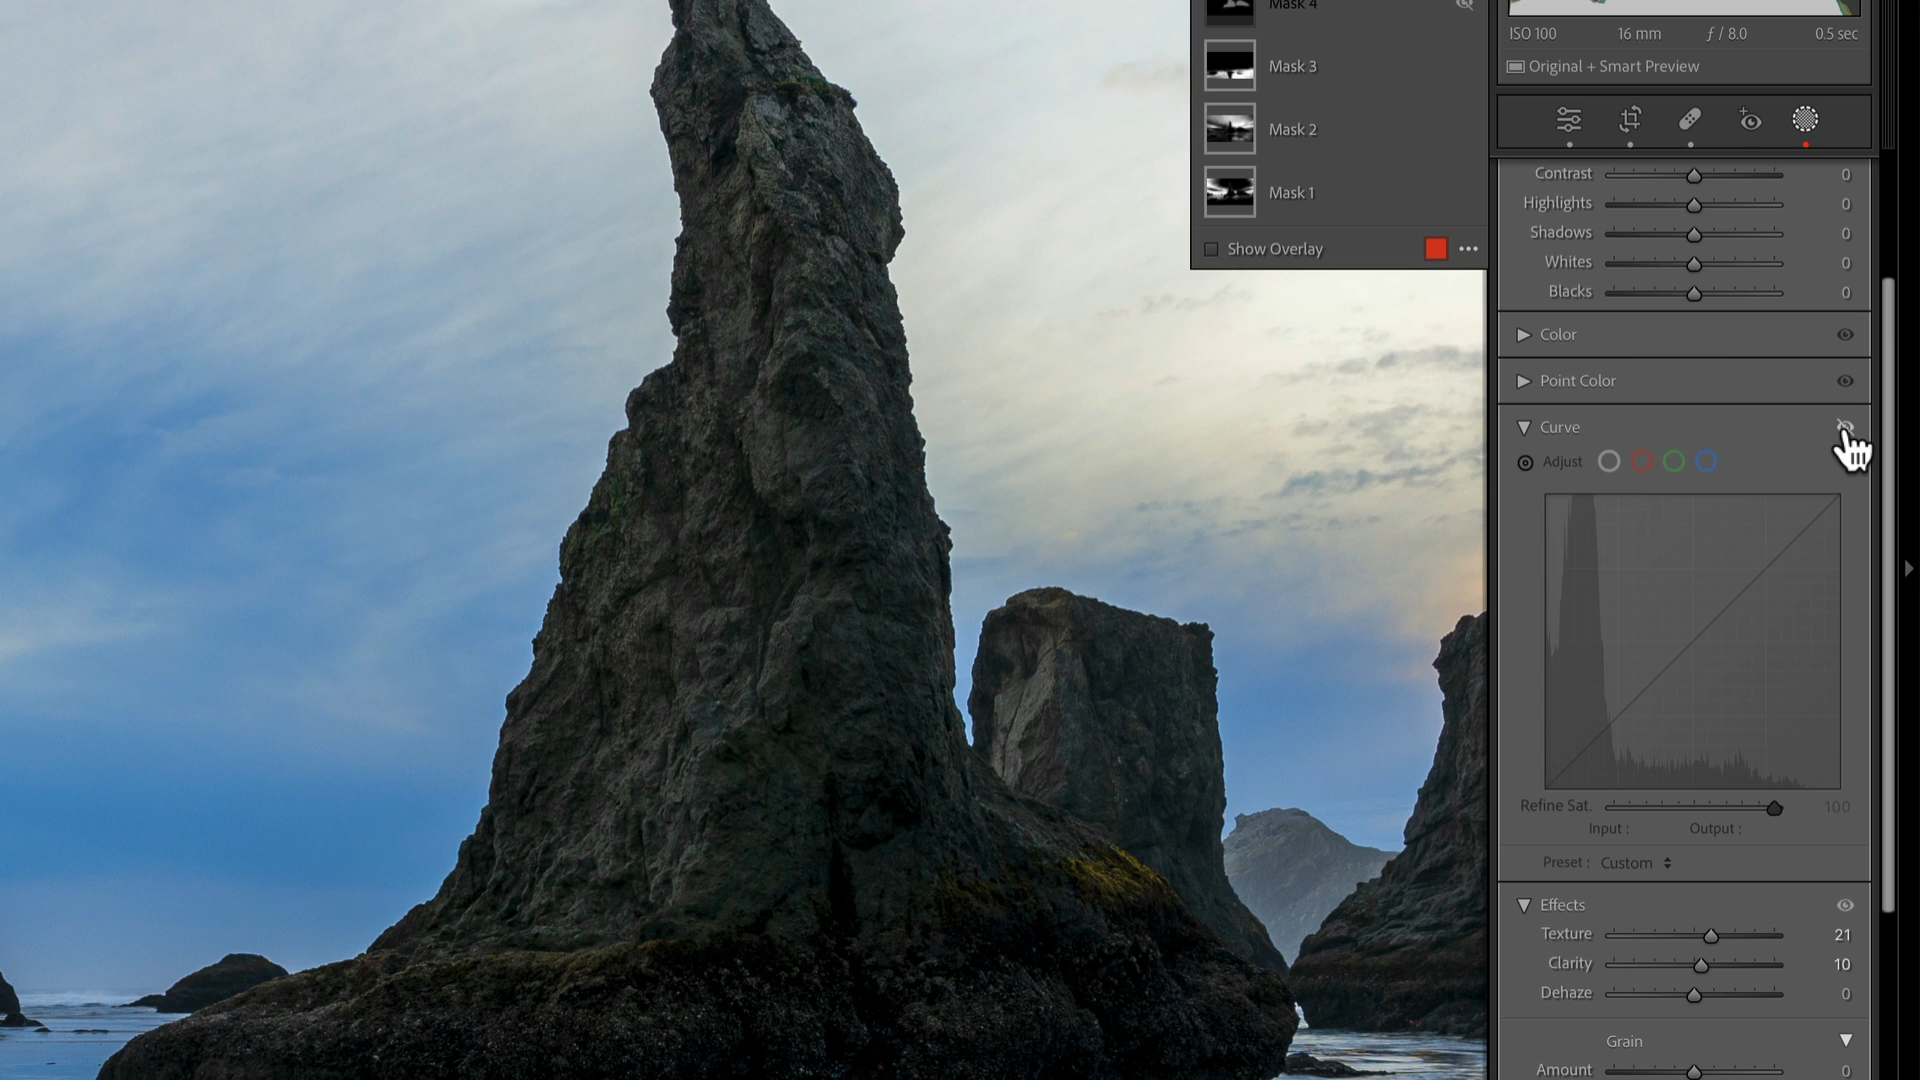 Mask 4
Mask 3
Mask 2
Mask 1
Show Overlay
ISO 100 16 mm ƒ / 8.0 0.5 sec
Original + Smart Preview
Contrast 0
Highlights 0
Shadows 0
Whites 0
Blacks 0
Color
Point Color
Curve
Adjust
Refine Sat. 100
Input : Output :
Preset : Custom
Effects
Texture 21
Clarity 10
Dehaze 0
Grain
Amount 0